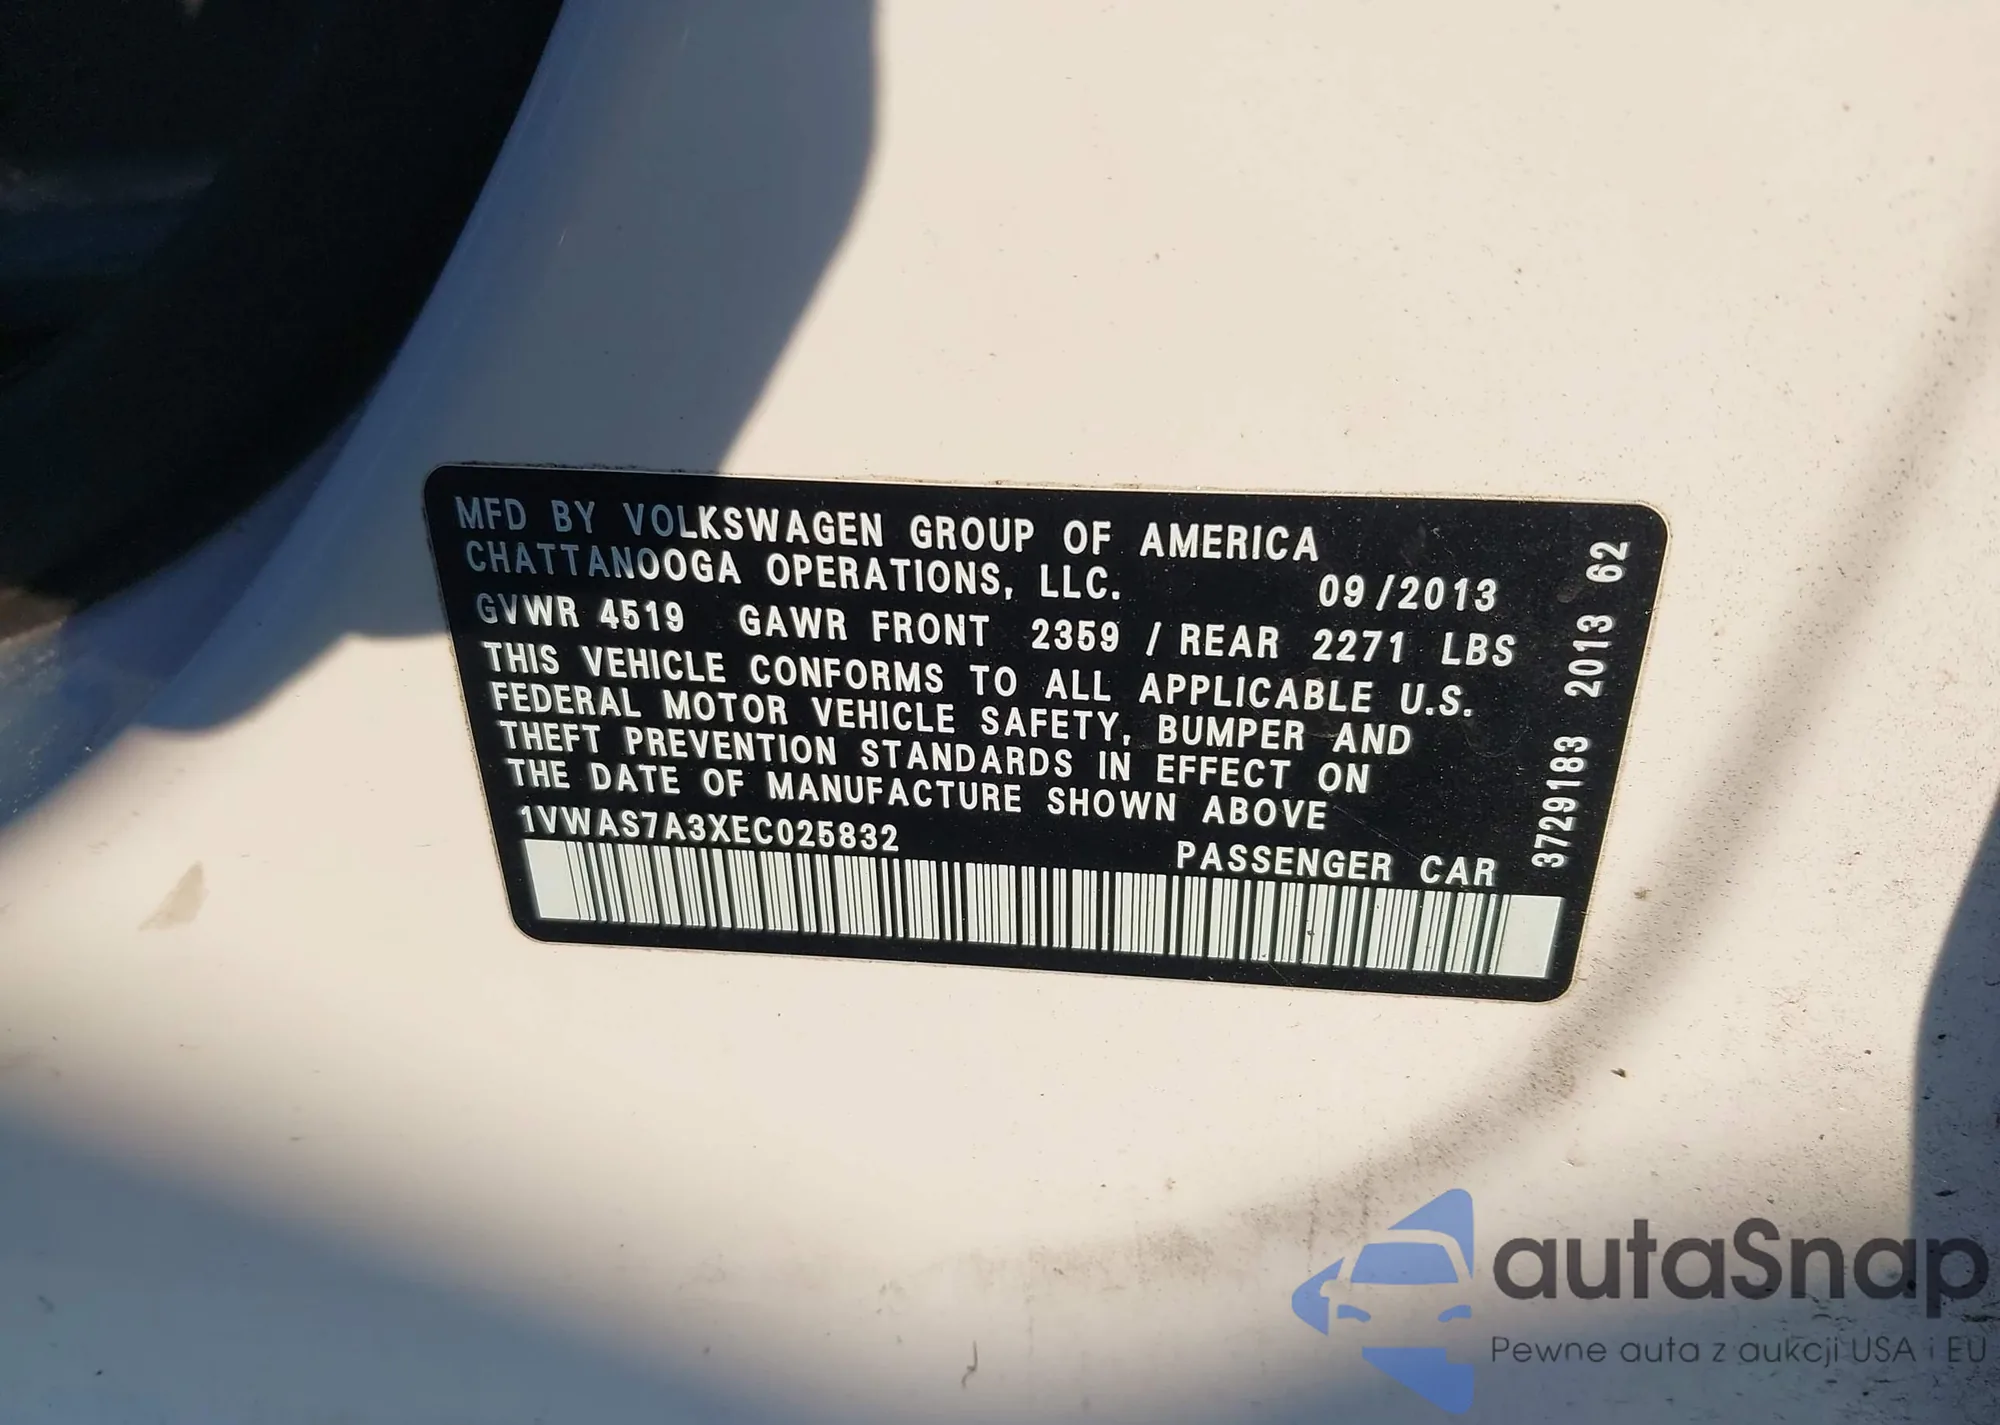 MFD BY VOLKSWAGEN GROUP OF AMERICA
CHATTANOOGA OPERATIONS, LLC. 09/2013
GVWR 4519 GAWR FRONT 2359 / REAR 2271 LBS
THIS VEHICLE CONFORMS TO ALL APPLICABLE U.S.
FEDERAL MOTOR VEHICLE SAFETY, BUMPER AND
THEFT PREVENTION STANDARDS IN EFFECT ON
THE DATE OF MANUFACTURE SHOWN ABOVE
1VWAS7A3XEC025832 PASSENGER CAR
3729183 2013 62
autaSnap
Pewne auta z aukcji USA i EU